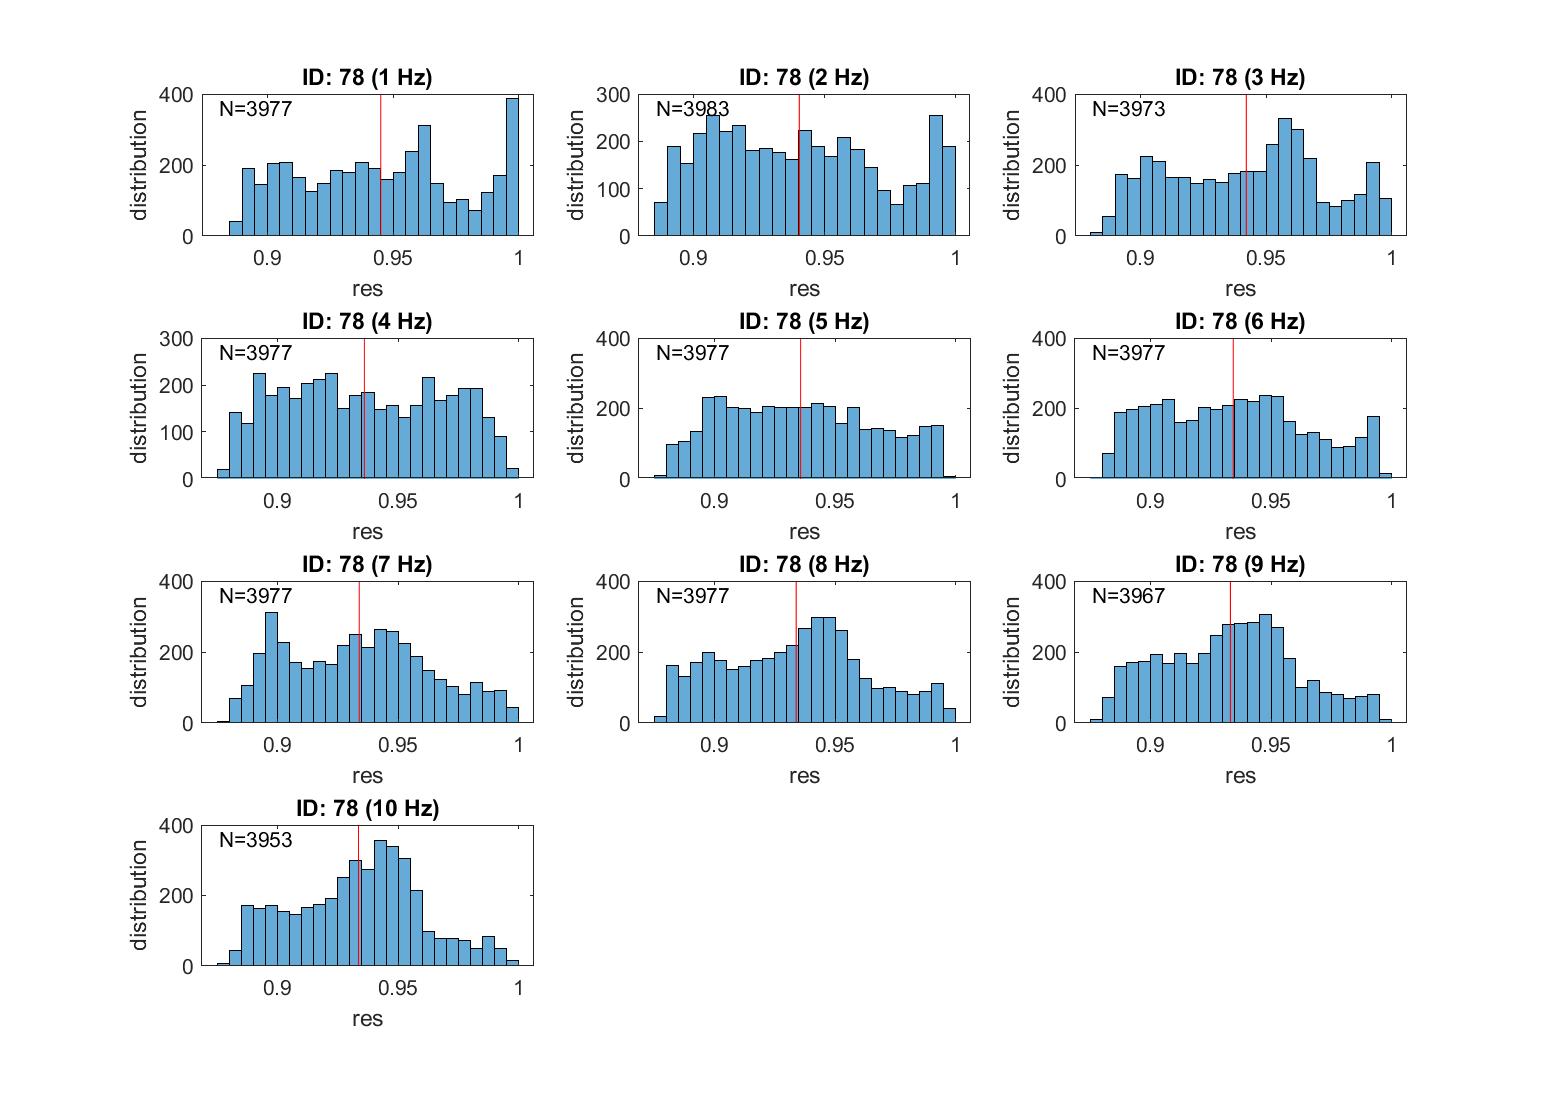 ID: 78 (1 Hz)
N=3977
400
200
0
distribution
0.9 0.95 1
res
ID: 78 (2 Hz)
N=3983
300
200
100
0
distribution
0.9 0.95 1
res
ID: 78 (3 Hz)
N=3973
400
200
0
distribution
0.9 0.95 1
res
ID: 78 (4 Hz)
N=3977
300
200
100
0
distribution
0.9 0.95 1
res
ID: 78 (5 Hz)
N=3977
400
200
0
distribution
0.9 0.95 1
res
ID: 78 (6 Hz)
N=3977
400
200
0
distribution
0.9 0.95 1
res
ID: 78 (7 Hz)
N=3977
400
200
0
distribution
0.9 0.95 1
res
ID: 78 (8 Hz)
N=3977
400
200
0
distribution
0.9 0.95 1
res
ID: 78 (9 Hz)
N=3967
400
200
0
distribution
0.9 0.95 1
res
ID: 78 (10 Hz)
N=3953
400
200
0
distribution
0.9 0.95 1
res